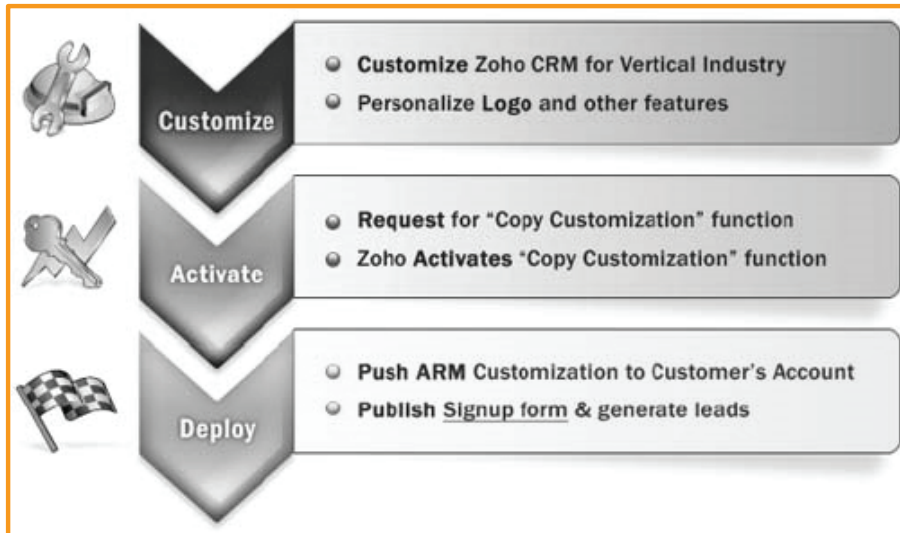 Customize
Customize Zoho CRM for Vertical Industry
Personalize Logo and other features
Activate
Request for “Copy Customization” function
Zoho Activates “Copy Customization” function
Deploy
Push ARM Customization to Customer’s Account
Publish Signup form & generate leads